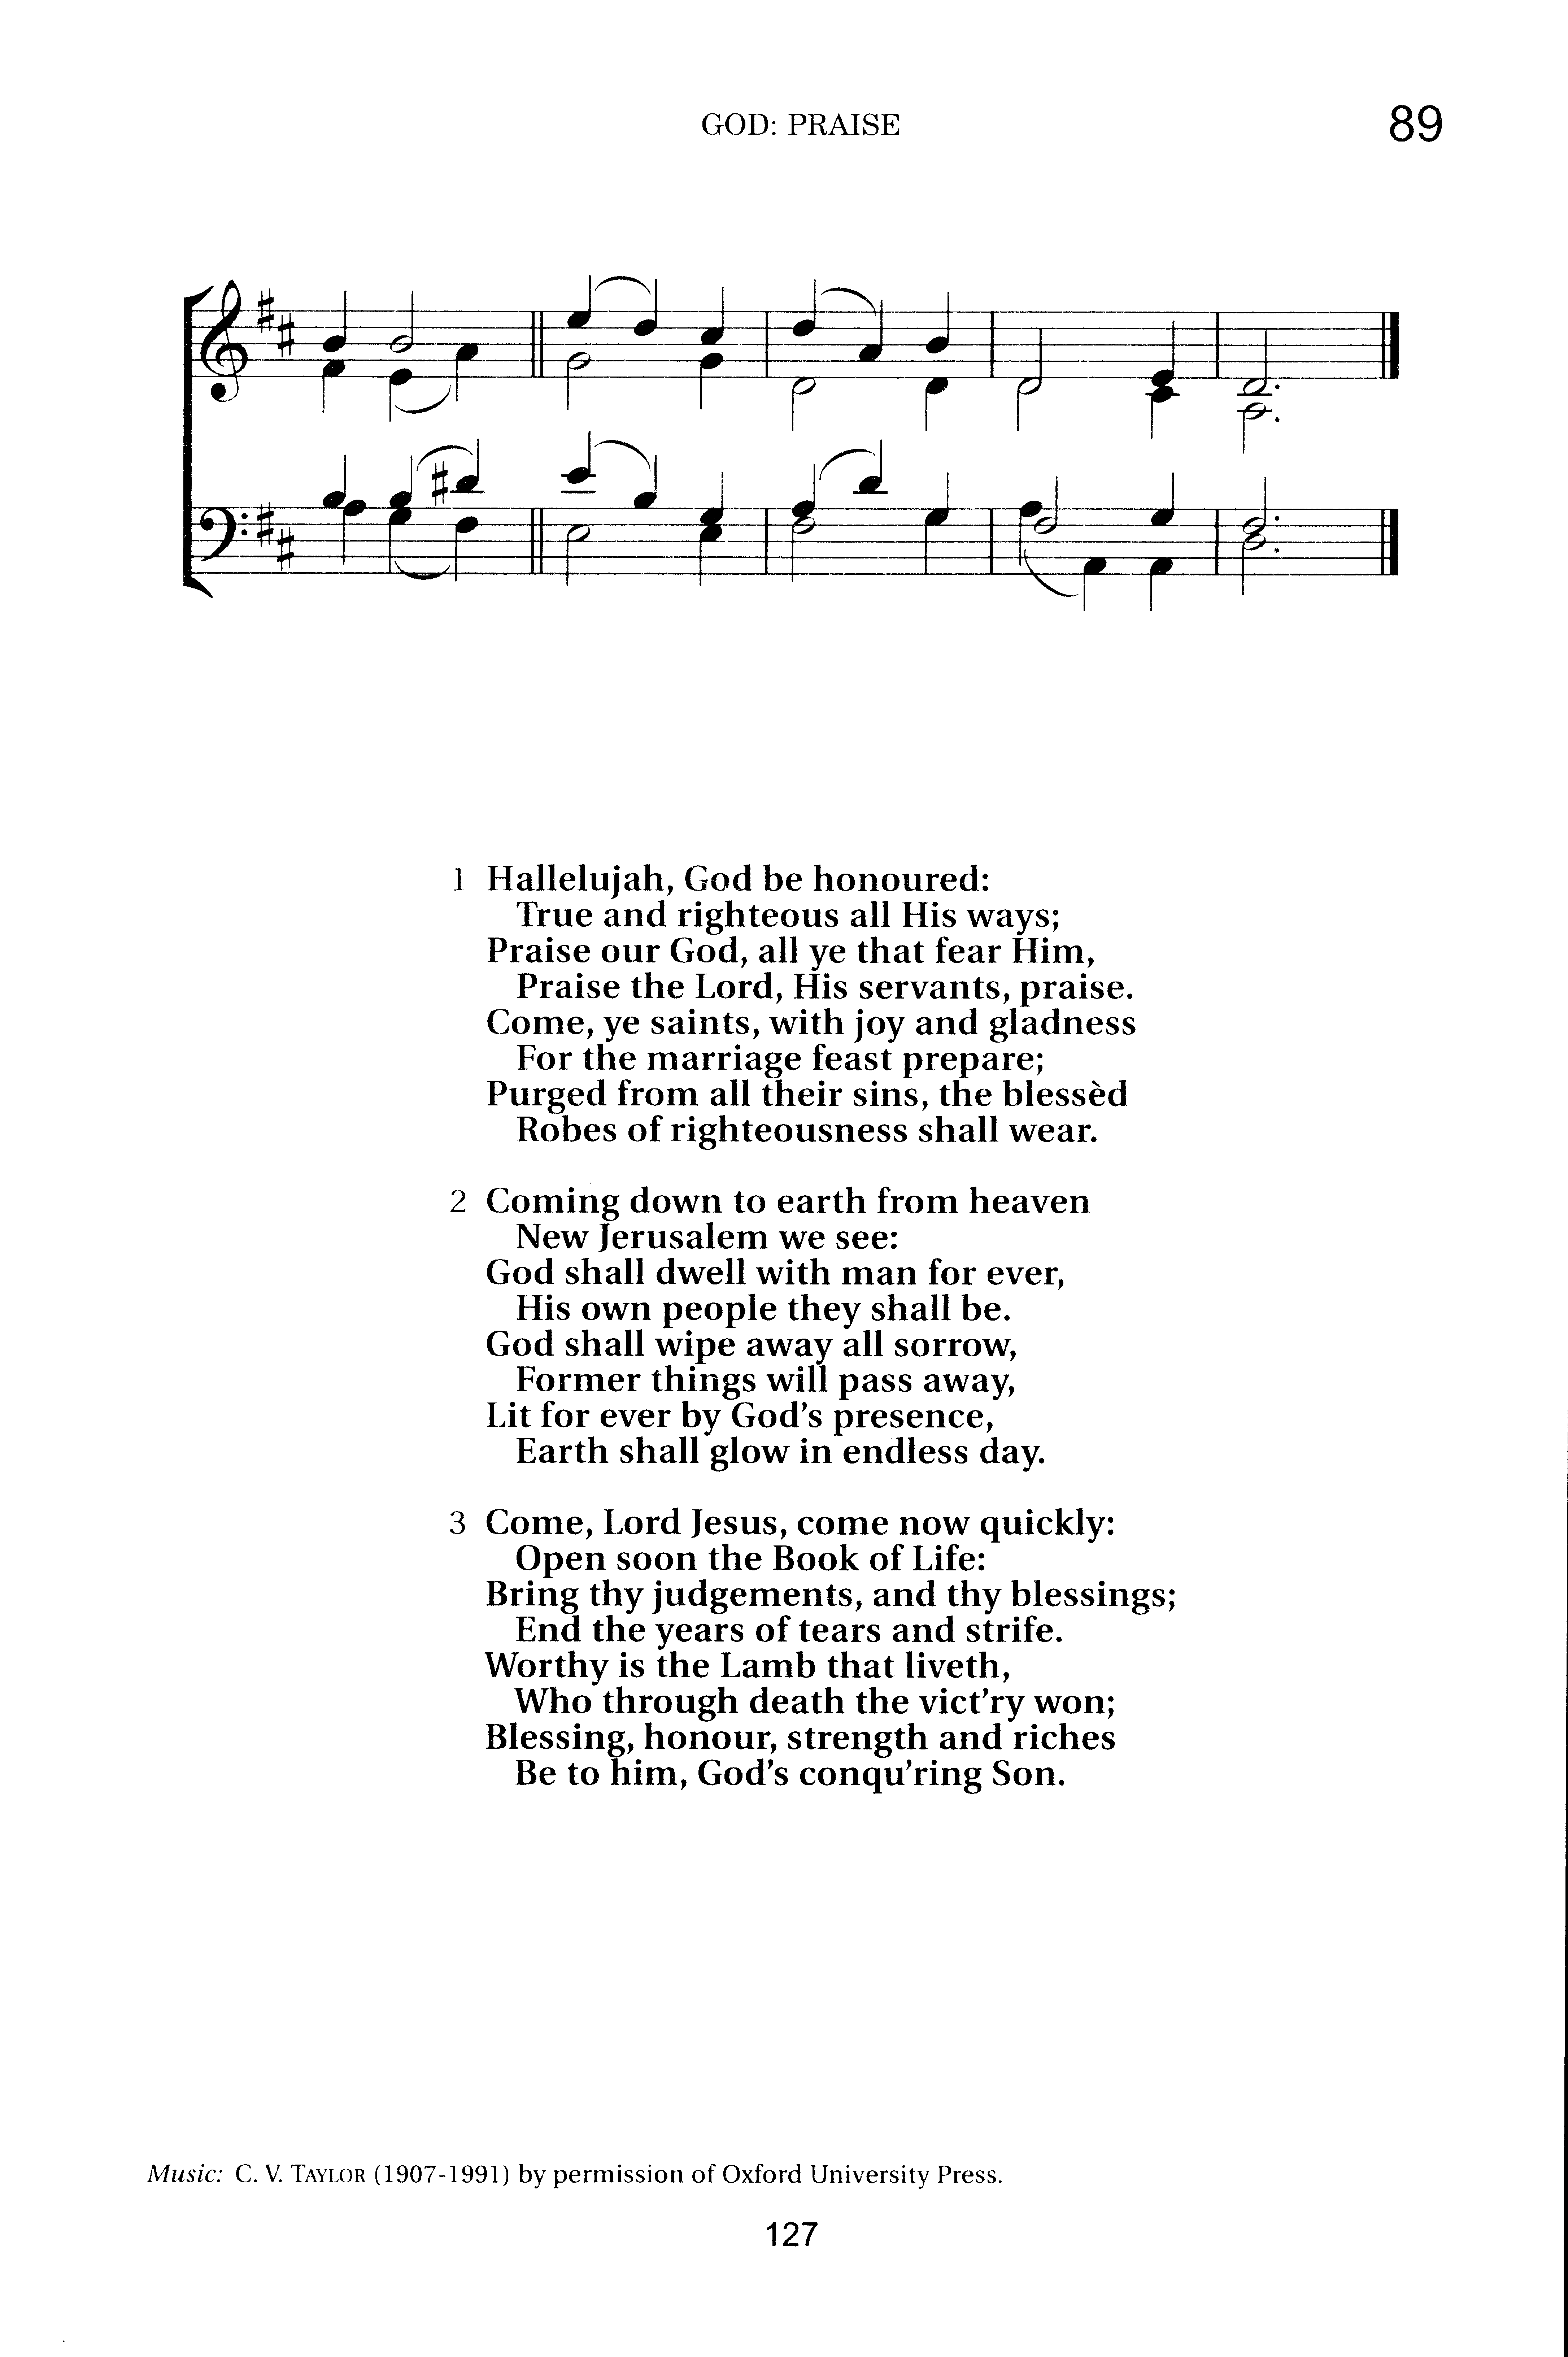 GOD: PRAISE
89
1 Hallelujah, God be honoured:
True and righteous all His ways;
Praise our God, all ye that fear Him,
Praise the Lord, His servants, praise.
Come, ye saints, with joy and gladness
For the marriage feast prepare;
Purged from all their sins, the blessèd
Robes of righteousness shall wear.
2 Coming down to earth from heaven
New Jerusalem we see:
God shall dwell with man for ever,
His own people they shall be.
God shall wipe away all sorrow,
Former things will pass away,
Lit for ever by God’s presence,
Earth shall glow in endless day.
3 Come, Lord Jesus, come now quickly:
Open soon the Book of Life:
Bring thy judgements, and thy blessings;
End the years of tears and strife.
Worthy is the Lamb that liveth,
Who through death the vict’ry won;
Blessing, honour, strength and riches
Be to him, God’s conqu’ring Son.
Music: C. V. TAYLOR (1907-1991) by permission of Oxford University Press.
127